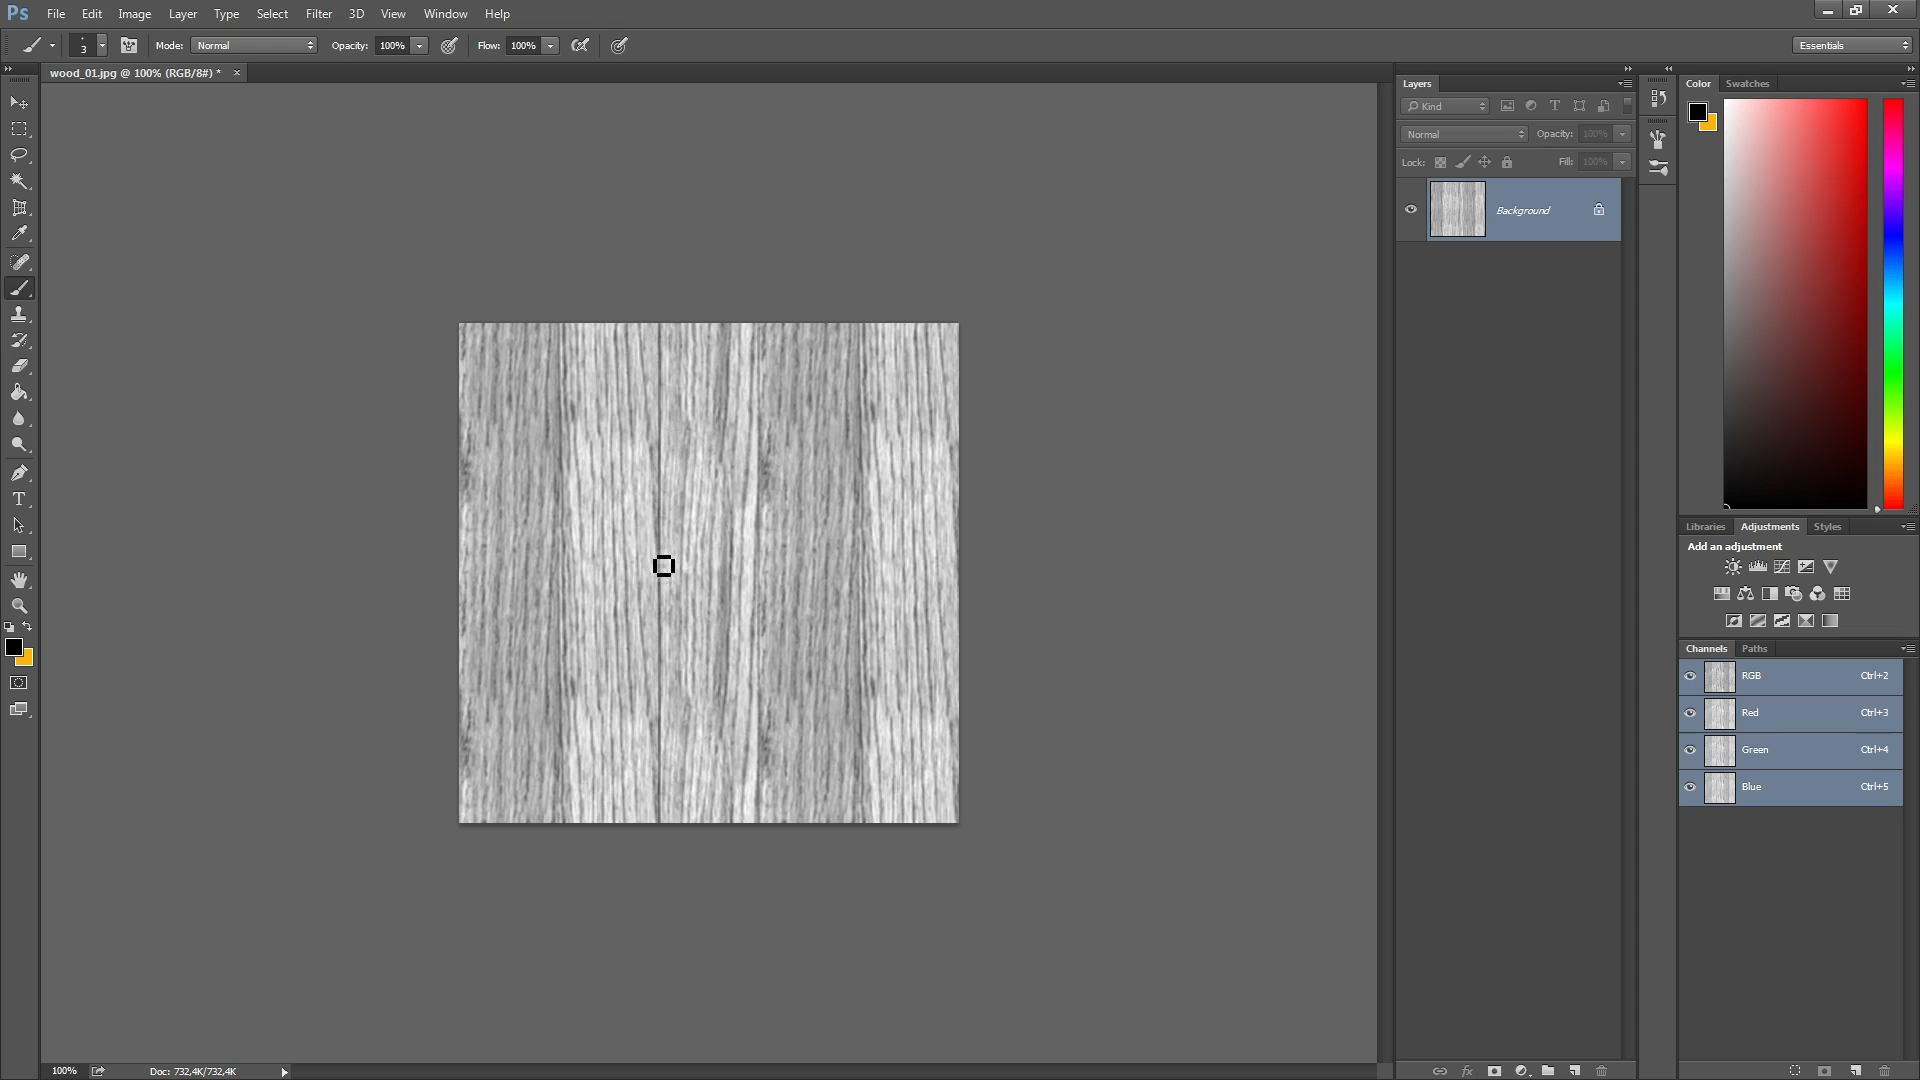 Ps File Edit Image Layer Type Select Filter 3D View Window Help
3 Mode: Normal Opacity: 100% Flow: 100% Essentials
wood_01.jpg @ 100% (RGB/8#) * ×
Layers
Kind
Normal Opacity: 100%
Lock: Fill: 100%
Background
Color Swatches
Libraries Adjustments Styles
Add an adjustment
Channels Paths
RGB Ctrl+2
Red Ctrl+3
Green Ctrl+4
Blue Ctrl+5
100% Doc: 732,4K/732,4K
fx